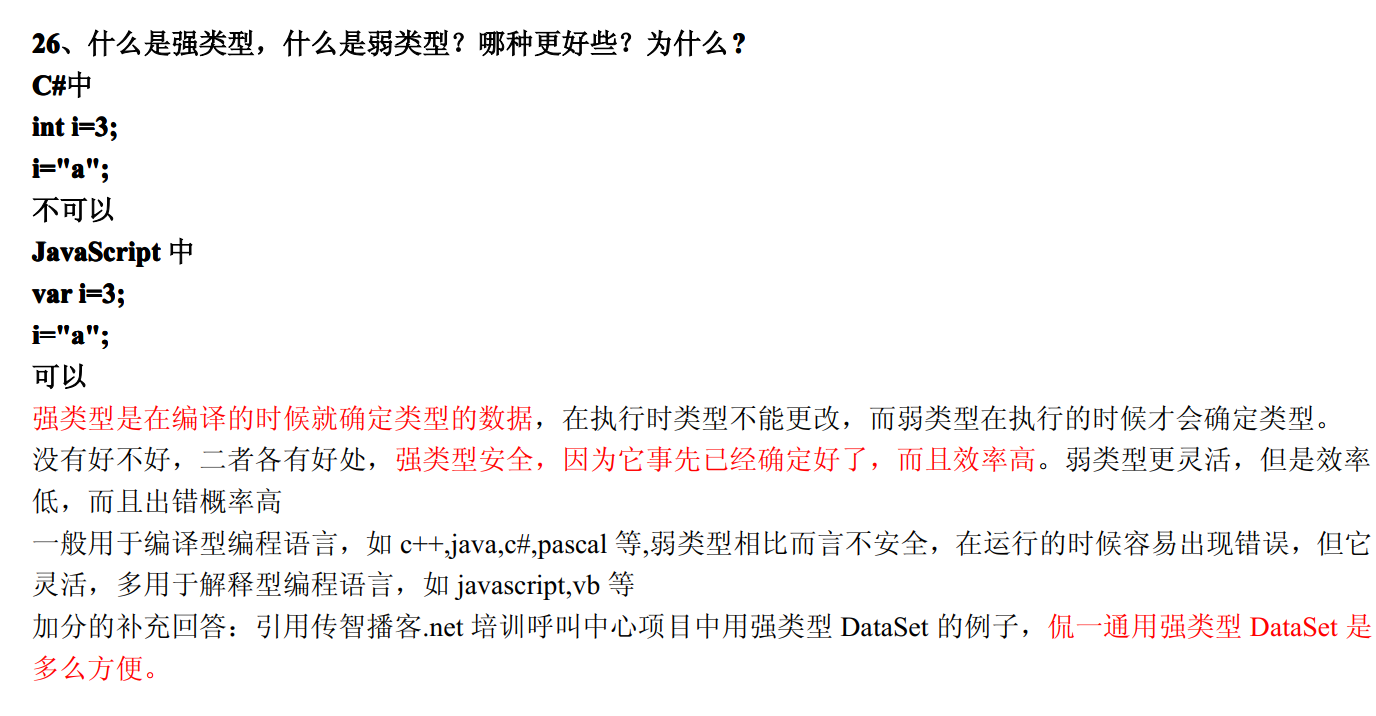 26、什么是强类型，什么是弱类型？哪种更好些？为什么?
C#中
int i=3;
i="a";
不可以
JavaScript 中
var i=3;
i="a";
可以
强类型是在编译的时候就确定类型的数据，在执行时类型不能更改，而弱类型在执行的时候才会确定类型。
没有好不好，二者各有好处，强类型安全，因为它事先已经确定好了，而且效率高。弱类型更灵活，但是效率
低，而且出错概率高
一般用于编译型编程语言，如 c++,java,c#,pascal 等,弱类型相比而言不安全，在运行的时候容易出现错误，但它
灵活，多用于解释型编程语言，如 javascript,vb 等
加分的补充回答：引用传智播客.net 培训呼叫中心项目中用强类型 DataSet 的例子，侃一通用强类型 DataSet 是
多么方便。